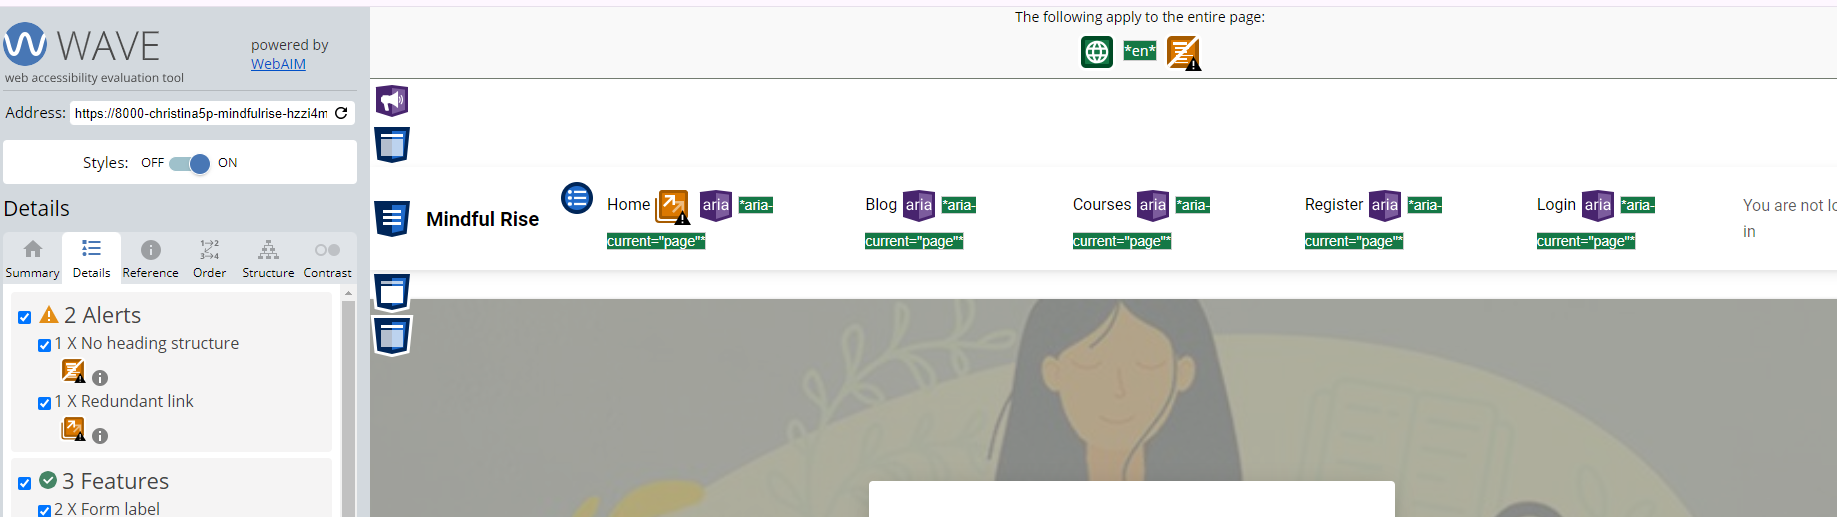 The following apply to the entire page:
*en*
WAVE
powered by
WebAIM
web accessibility evaluation tool
Address: https://8000-christina5p-mindfulrise-hzzi4m
Styles: OFF ON
Details
Summary Details Reference Order Structure Contrast
2 Alerts
1 X No heading structure
1 X Redundant link
3 Features
2 X Form label
Mindful Rise
Home aria *aria-
current="page"*
Blog aria *aria-
current="page"*
Courses aria *aria-
current="page"*
Register aria *aria-
current="page"*
Login aria *aria-
current="page"*
You are not lo
in